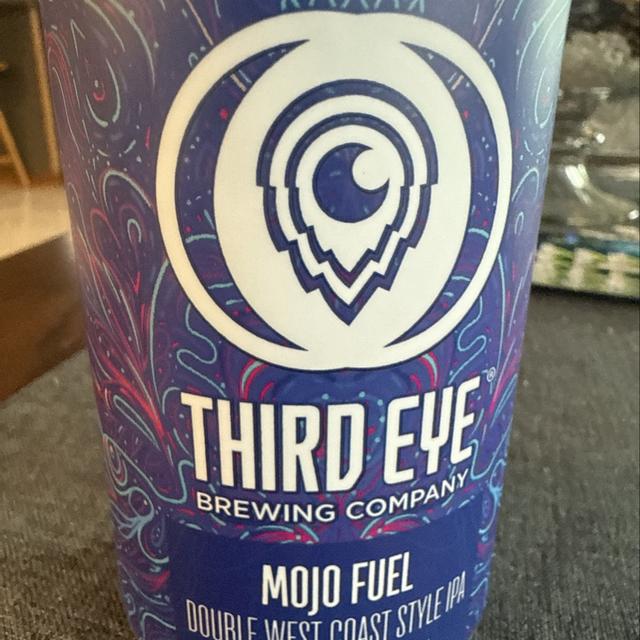 THIRD EYE®
BREWING COMPANY
MOJO FUEL
DOUBLE WEST COAST STYLE IPA